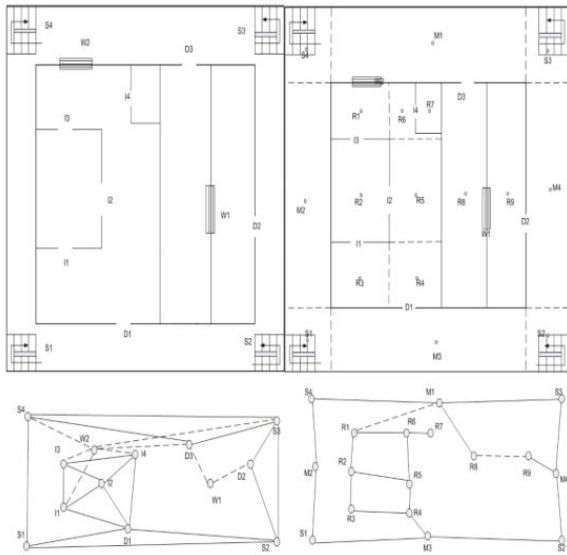 S4
W2
D3
S3
I4
I3
I2
W1
D2
I1
S1
D1
S2
M1
S4
S3
W2
D3
R1
R6
I4
R7
I3
M2
R2
I2
R5
R8
R9
M4
W1
D2
I1
R3
R4
D1
S1
M3
S2
S4
W2
D3
S3
I3
I4
I2
W1
D2
I1
S1
D1
S2
S4
M1
S3
R1
R6
R7
M2
R2
R5
R8
R9
M4
R3
R4
S1
M3
S2